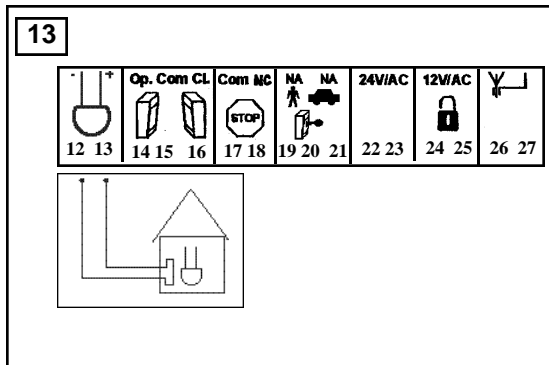 13
- + Op. Com CL Com NC NA NA 24V/AC 12V/AC
STOP
12 13 14 15 16 17 18 19 20 21 22 23 24 25 26 27